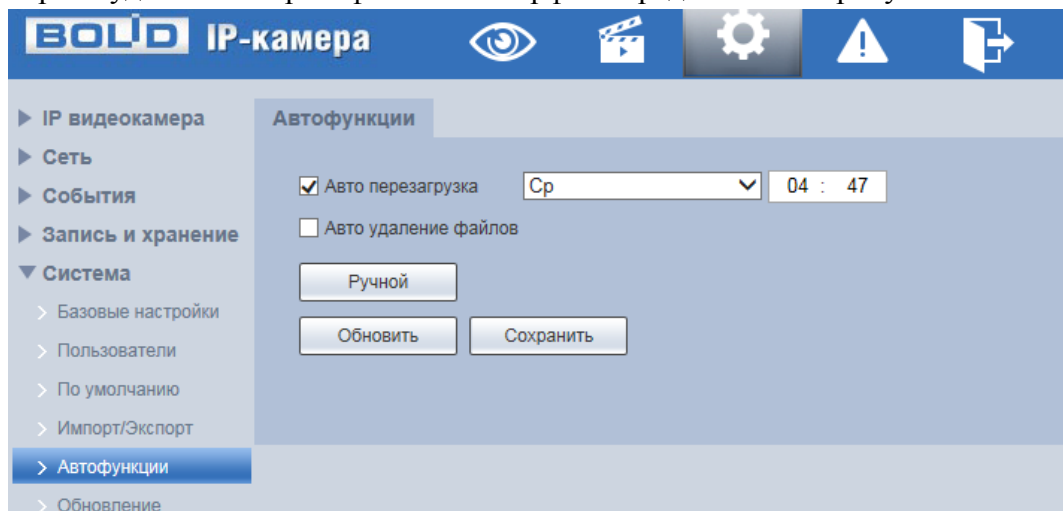 BOLID IP-камера
IP видеокамера
Сеть
События
Запись и хранение
Система
Базовые настройки
Пользователи
По умолчанию
Импорт/Экспорт
Автофункции
Обновление
Автофункции
Авто перезагрузка Ср 04 : 47
Авто удаление файлов
Ручной
Обновить Сохранить